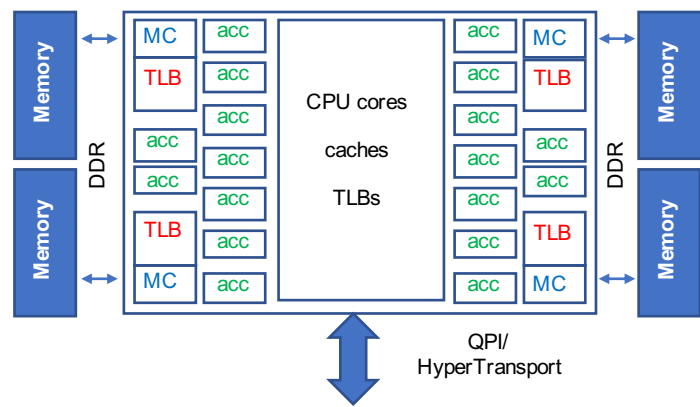 Memory
MC
acc
acc
MC
Memory
TLB
acc
acc
TLB
CPU cores
acc
acc
DDR
acc
acc
DDR
caches
acc
acc
acc
acc
TLBs
acc
acc
Memory
TLB
acc
acc
TLB
Memory
MC
acc
acc
MC
QPI/
HyperTransport